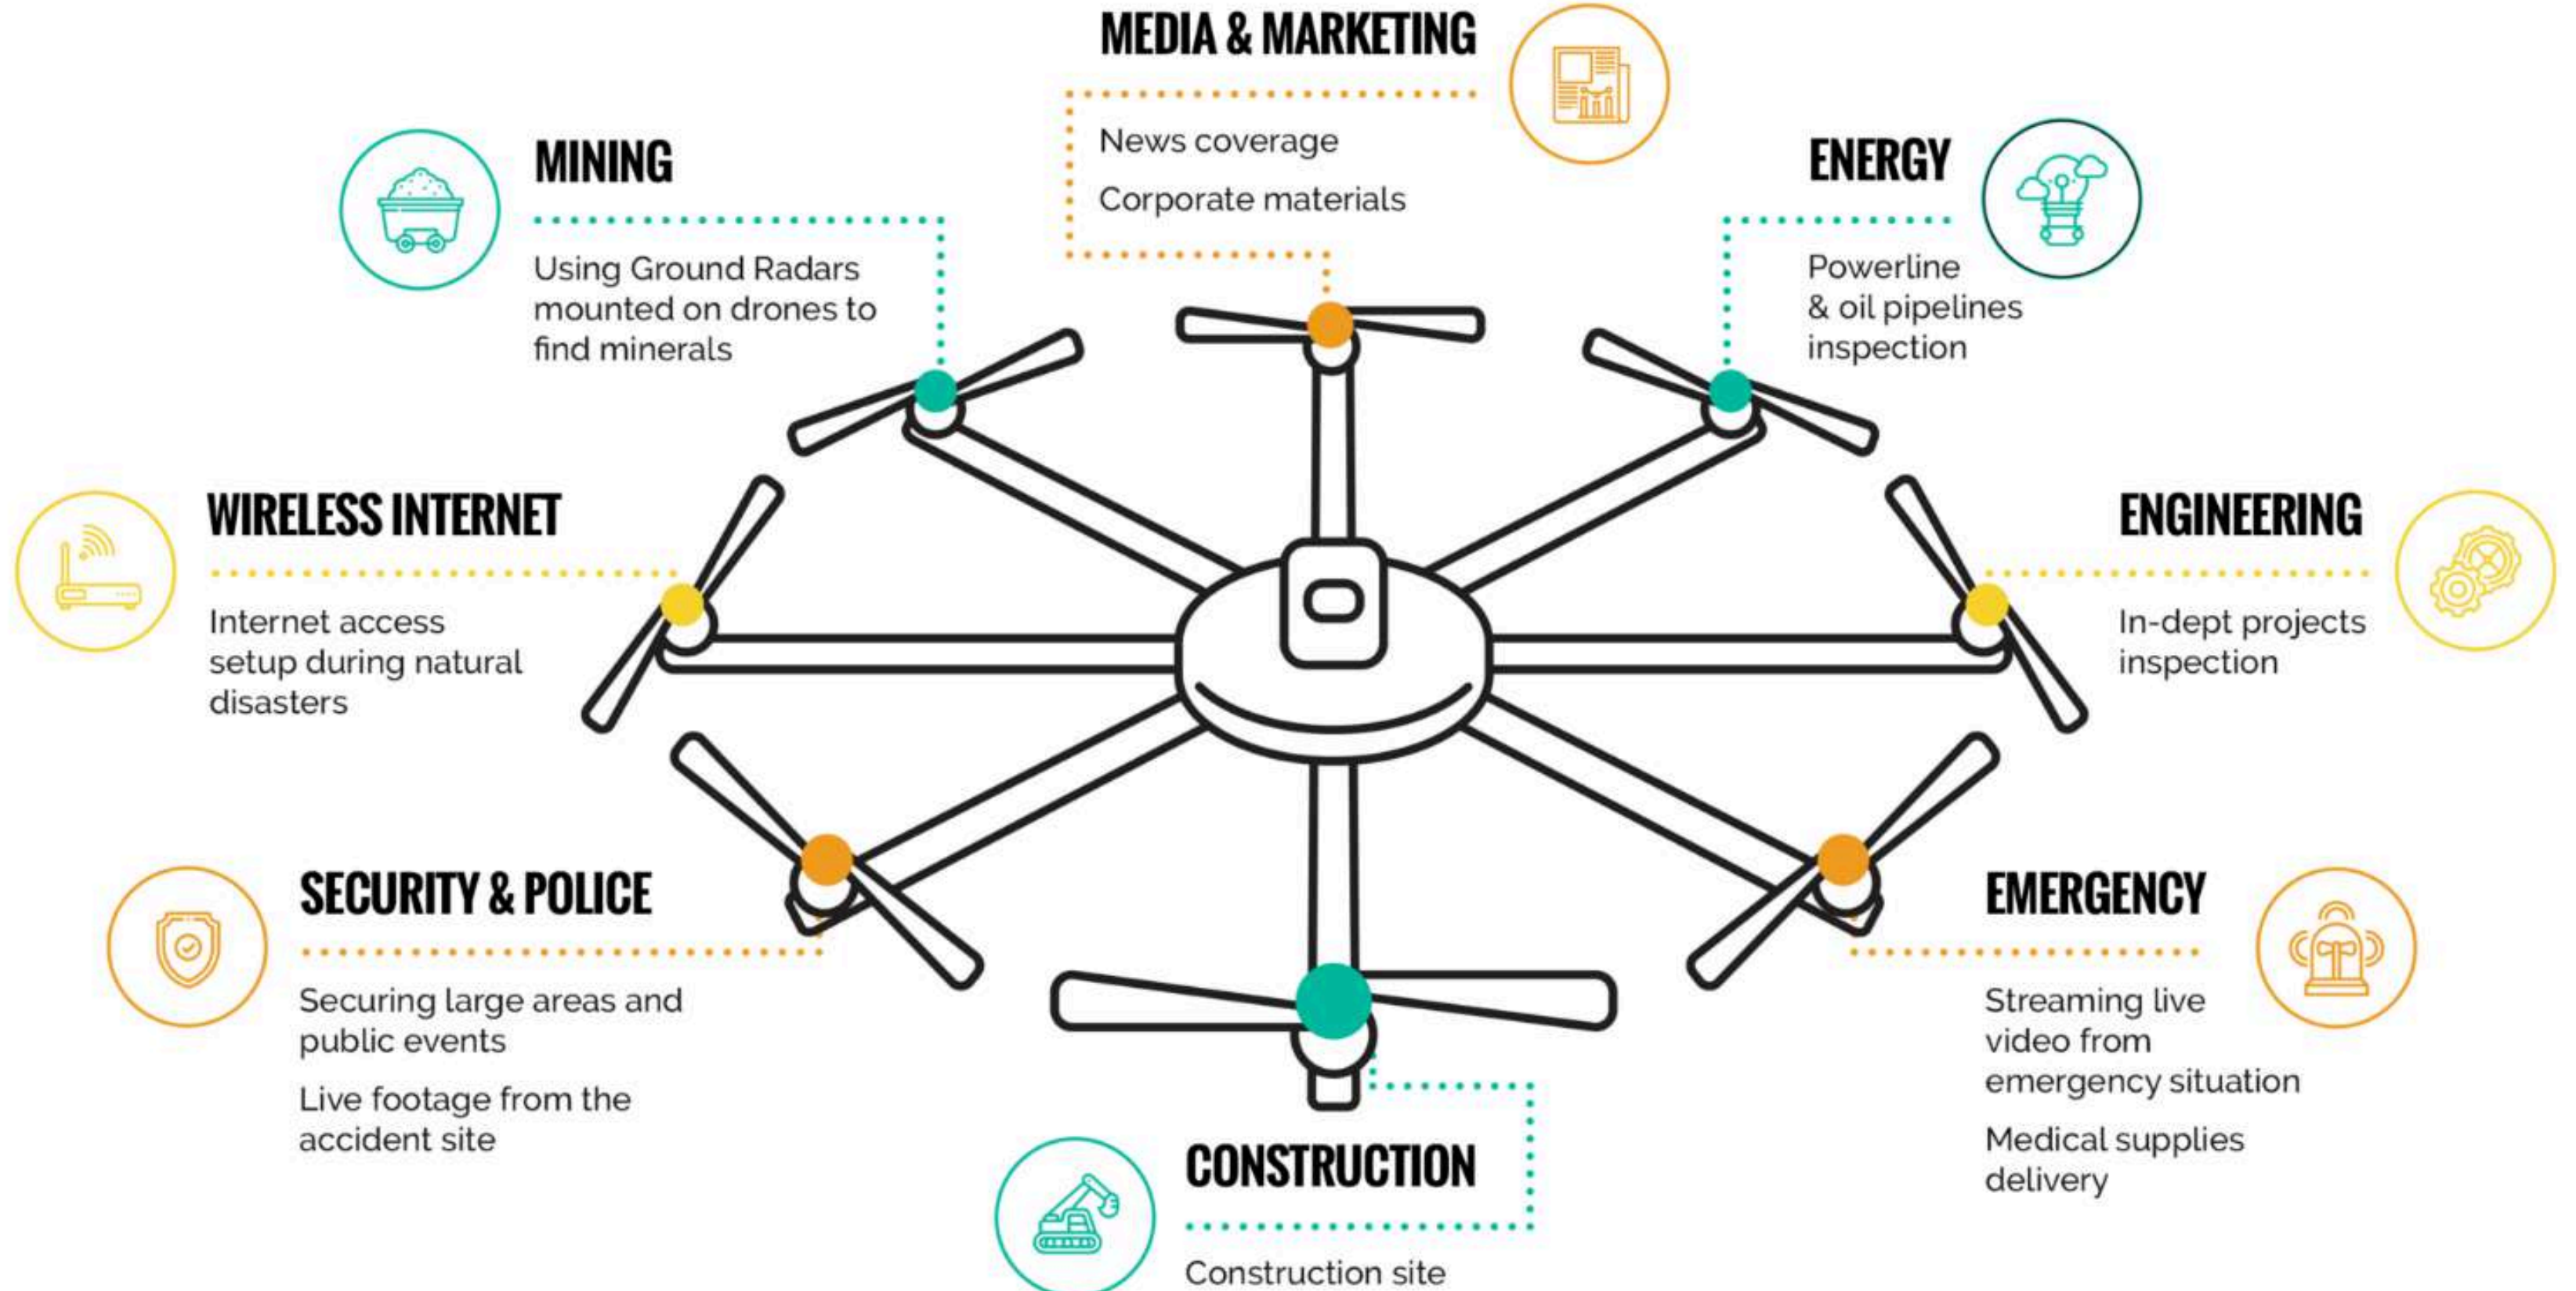 MEDIA & MARKETING
News coverage
Corporate materials
MINING
Using Ground Radars
mounted on drones to
find minerals
ENERGY
Powerline
& oil pipelines
inspection
WIRELESS INTERNET
Internet access
setup during natural
disasters
ENGINEERING
In-dept projects
inspection
SECURITY & POLICE
Securing large areas and
public events
Live footage from the
accident site
EMERGENCY
Streaming live
video from
emergency situation
Medical supplies
delivery
CONSTRUCTION
Construction site